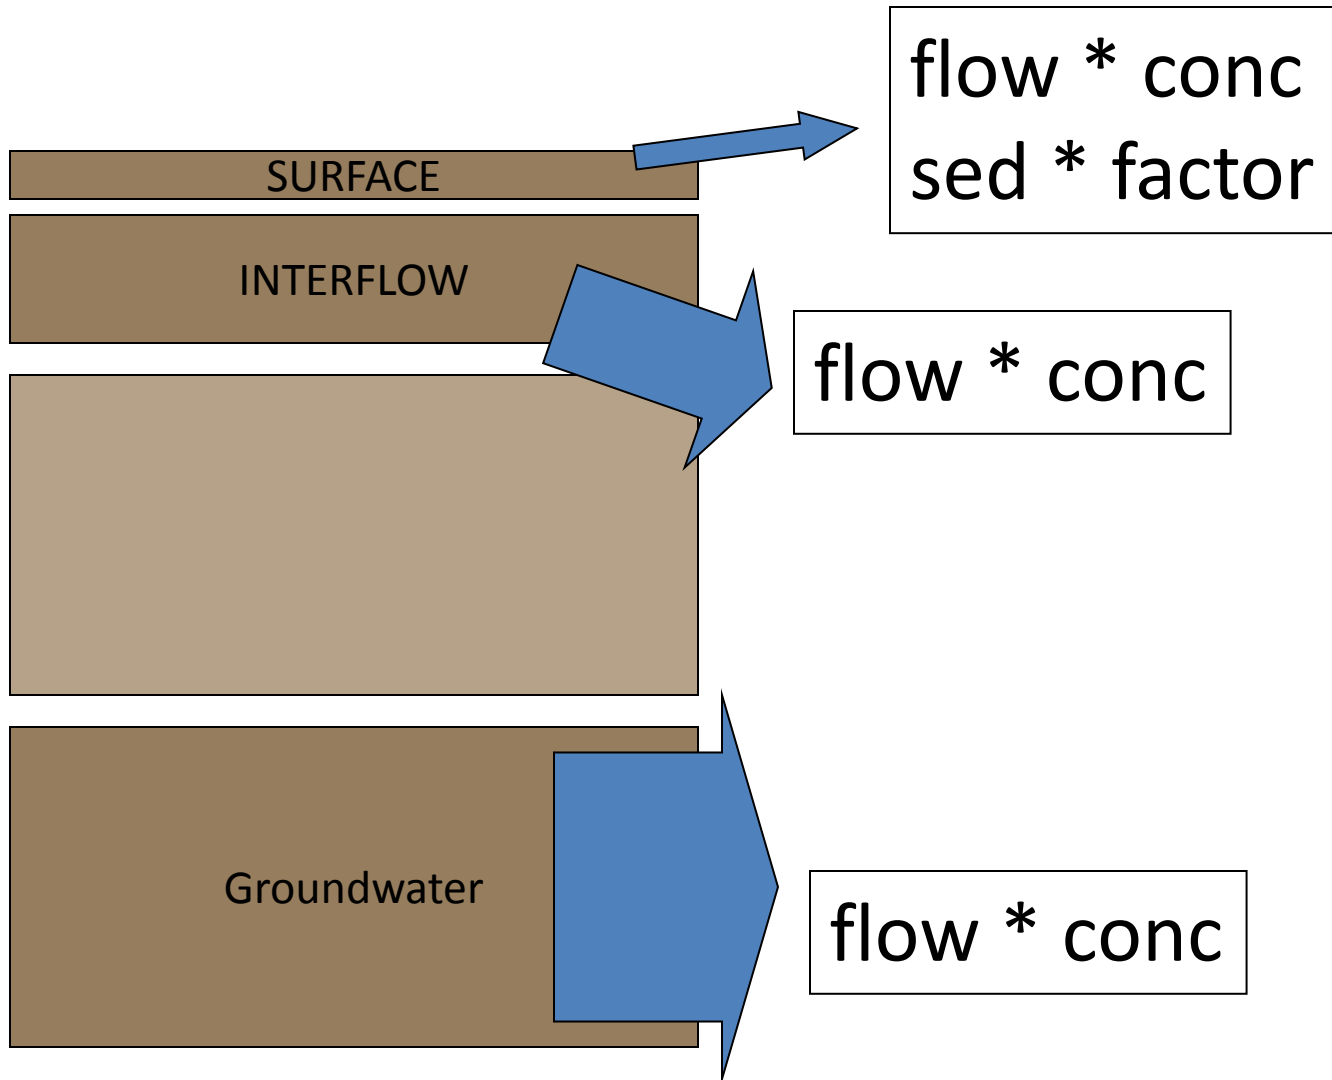 flow * conc
sed * factor
SURFACE
INTERFLOW
flow * conc
Groundwater
flow * conc